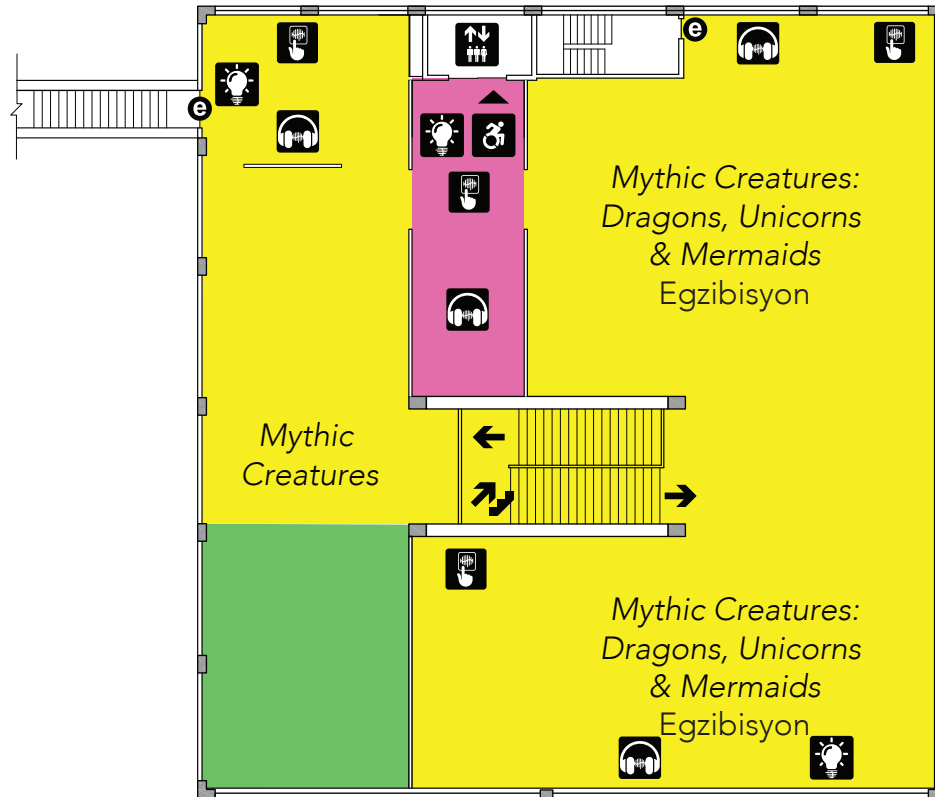 e
e
Mythic Creatures:
Dragons, Unicorns
& Mermaids
Egzibisyon
Mythic
Creatures
Mythic Creatures:
Dragons, Unicorns
& Mermaids
Egzibisyon